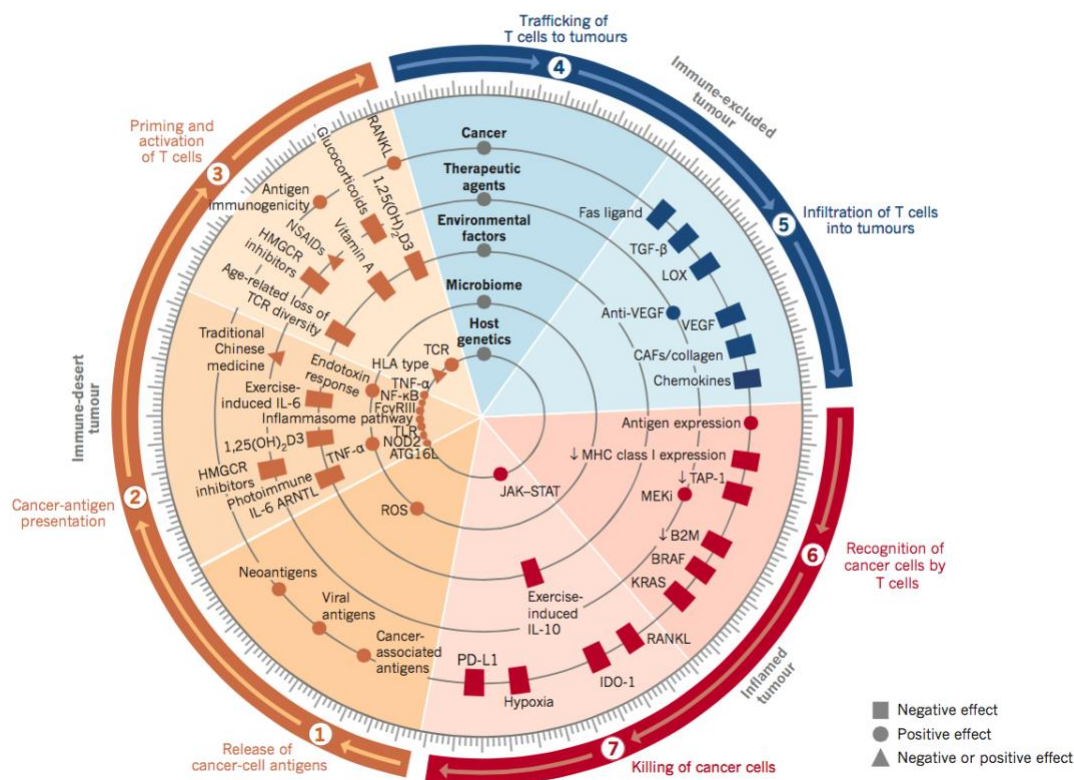 Trafficking of
T cells to tumours
4
Immune-excluded
tumour
Priming and
activation
of T cells
3
RANKL
Glucocorticoids
1,25(OH)2D3
Antigen
immunogenicity
NSAIDs
Vitamin A
HMGCR
inhibitors
Age-related loss of
TCR diversity
Cancer
Therapeutic
agents
Environmental
factors
Microbiome
Host
genetics
Fas ligand
TGF-β
LOX
Anti-VEGF
VEGF
CAFs/collagen
Chemokines
5
Infiltration of T cells
into tumours
Immune-desert
tumour
Traditional
Chinese
medicine
Endotoxin
response
HLA type
TCR
TNF-α
NF-κB
FcγRIII
Inflammasome pathway
TLR
NOD2
ATG16L
Exercise-
induced IL-6
1,25(OH)2D3
TNF-α
HMGCR
inhibitors
Photoimmune
IL-6 ARNTL
2
Cancer-antigen
presentation
Antigen expression
↓MHC class I expression
↓TAP-1
MEKi
↓B2M
BRAF
KRAS
JAK–STAT
ROS
6
Recognition of
cancer cells by
T cells
Neoantigens
Viral
antigens
Cancer-
associated
antigens
Exercise-
induced
IL-10
RANKL
IDO-1
PD-L1
Hypoxia
Inflamed
tumour
1
Release of
cancer-cell antigens
7
Killing of cancer cells
Negative effect
Positive effect
Negative or positive effect